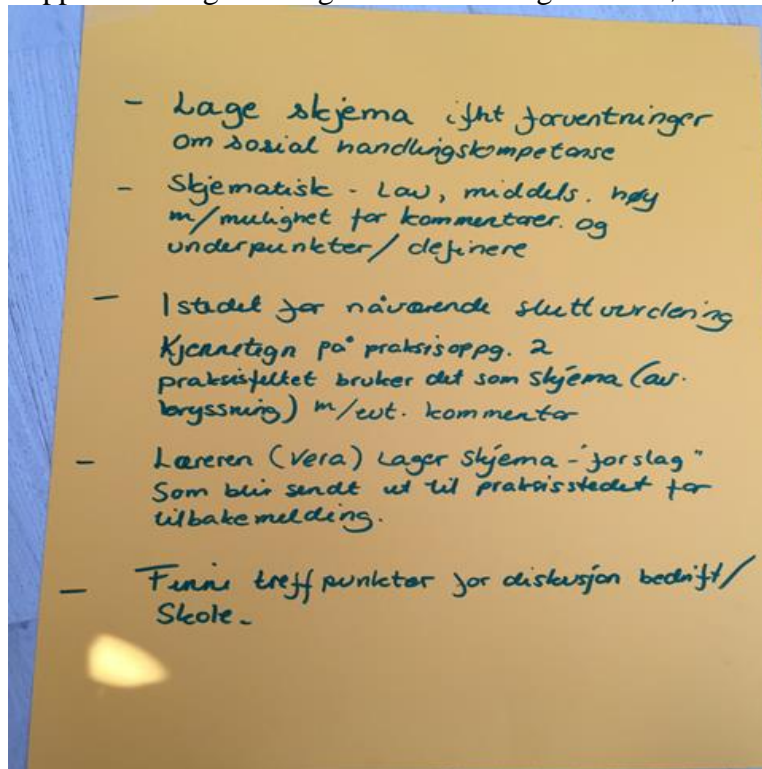 - Lage skjema ifht forventninger
om sosial handlingskompetanse
- Skjematisk - Lav, middels. høy
m/mulighet for kommentarer. og
underpunkter/definere
- Istedet for nåværende sluttvurdering
Kjennetegn på praksisoppg. 2
praksisfeltet bruker det som skjema (av.
kryssning) m/evt. kommentar
- Læreren (Vera) Lager skjema - "forslag"
Som blir sendt ut til praksisstedet for
tilbakemelding.
- Finne treffpunkter for diskusjon bedrift/
Skole.